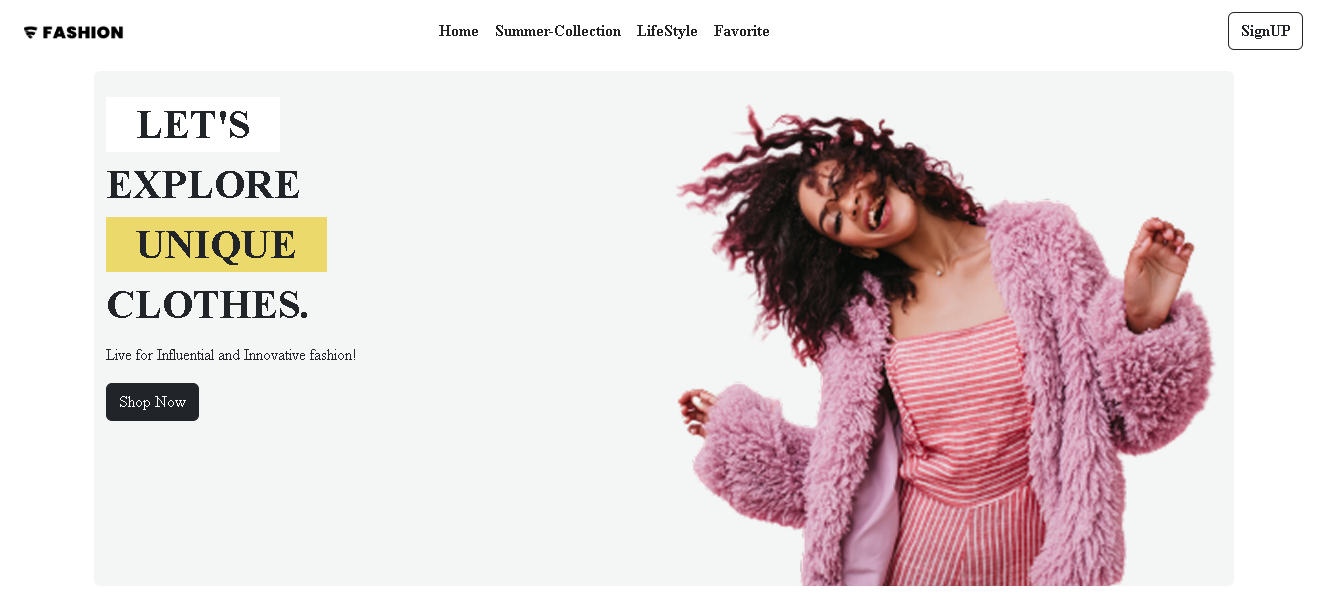 FASHION
Home Summer-Collection LifeStyle Favorite
SignUP
LET'S
EXPLORE
UNIQUE
CLOTHES.
Live for Influential and Innovative fashion!
Shop Now